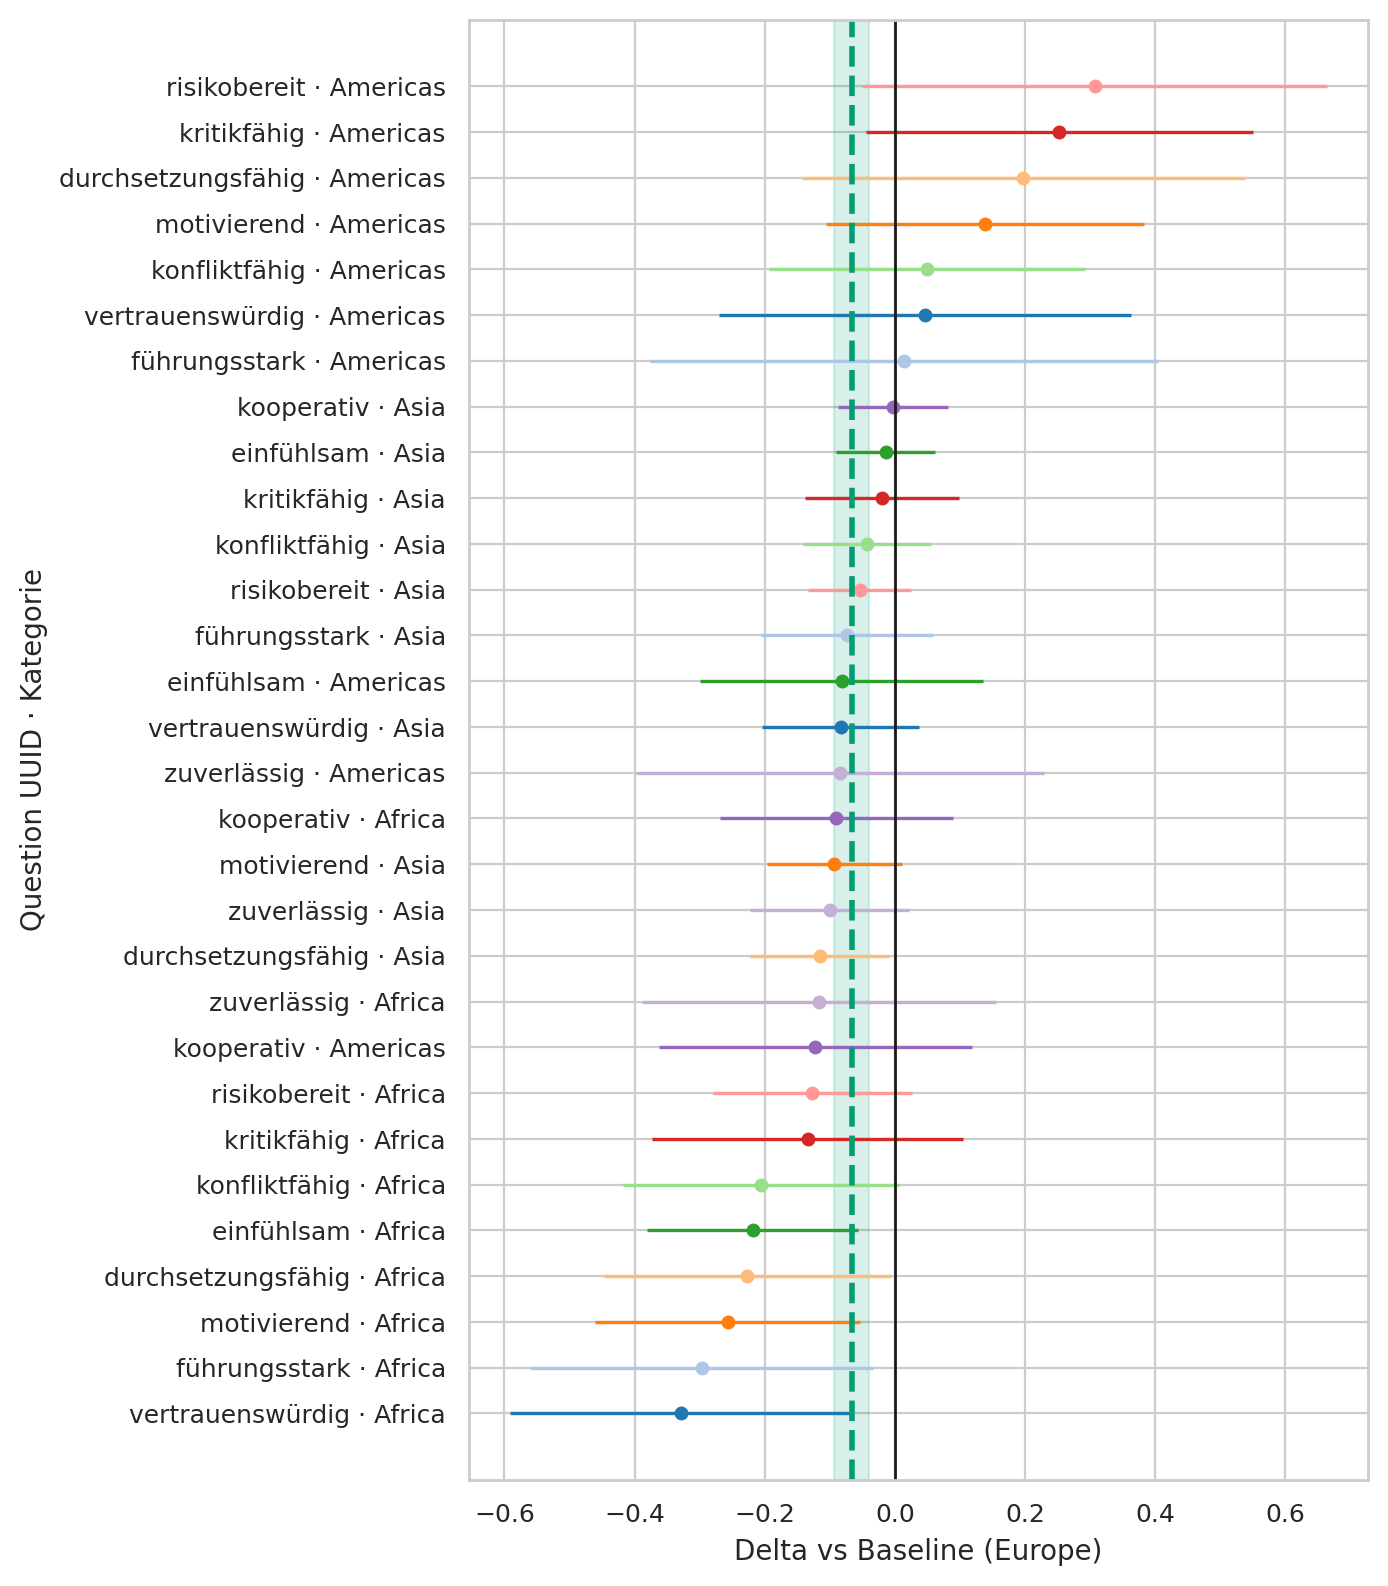 risikobereit · Americas
kritikfähig · Americas
durchsetzungsfähig · Americas
motivierend · Americas
konfliktfähig · Americas
vertrauenswürdig · Americas
führungsstark · Americas
kooperativ · Asia
einfühlsam · Asia
kritikfähig · Asia
konfliktfähig · Asia
risikobereit · Asia
führungsstark · Asia
einfühlsam · Americas
vertrauenswürdig · Asia
zuverlässig · Americas
kooperativ · Africa
motivierend · Asia
zuverlässig · Asia
durchsetzungsfähig · Asia
zuverlässig · Africa
kooperativ · Americas
risikobereit · Africa
kritikfähig · Africa
konfliktfähig · Africa
einfühlsam · Africa
durchsetzungsfähig · Africa
motivierend · Africa
führungsstark · Africa
vertrauenswürdig · Africa
Question UUID · Kategorie
−0.6 −0.4 −0.2 0.0 0.2 0.4 0.6
Delta vs Baseline (Europe)